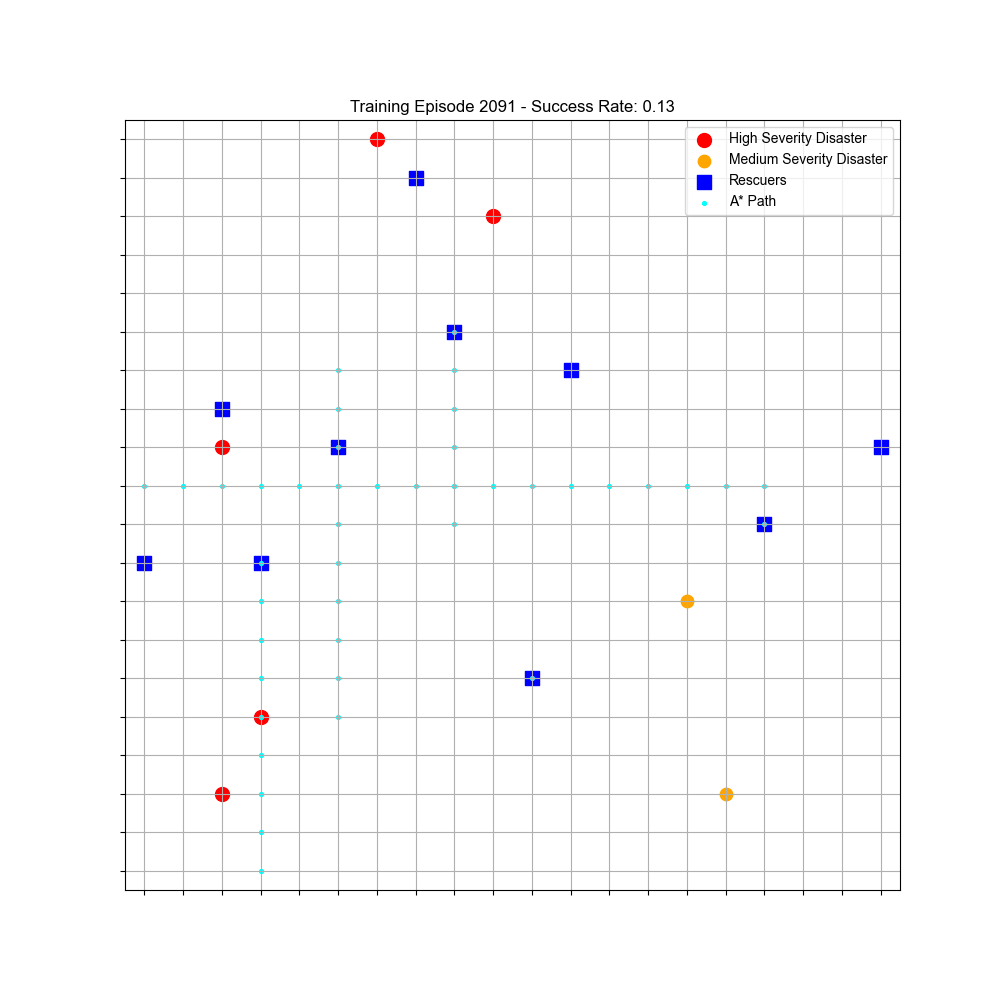 Training Episode 2091 - Success Rate: 0.13
High Severity Disaster
Medium Severity Disaster
Rescuers
A* Path